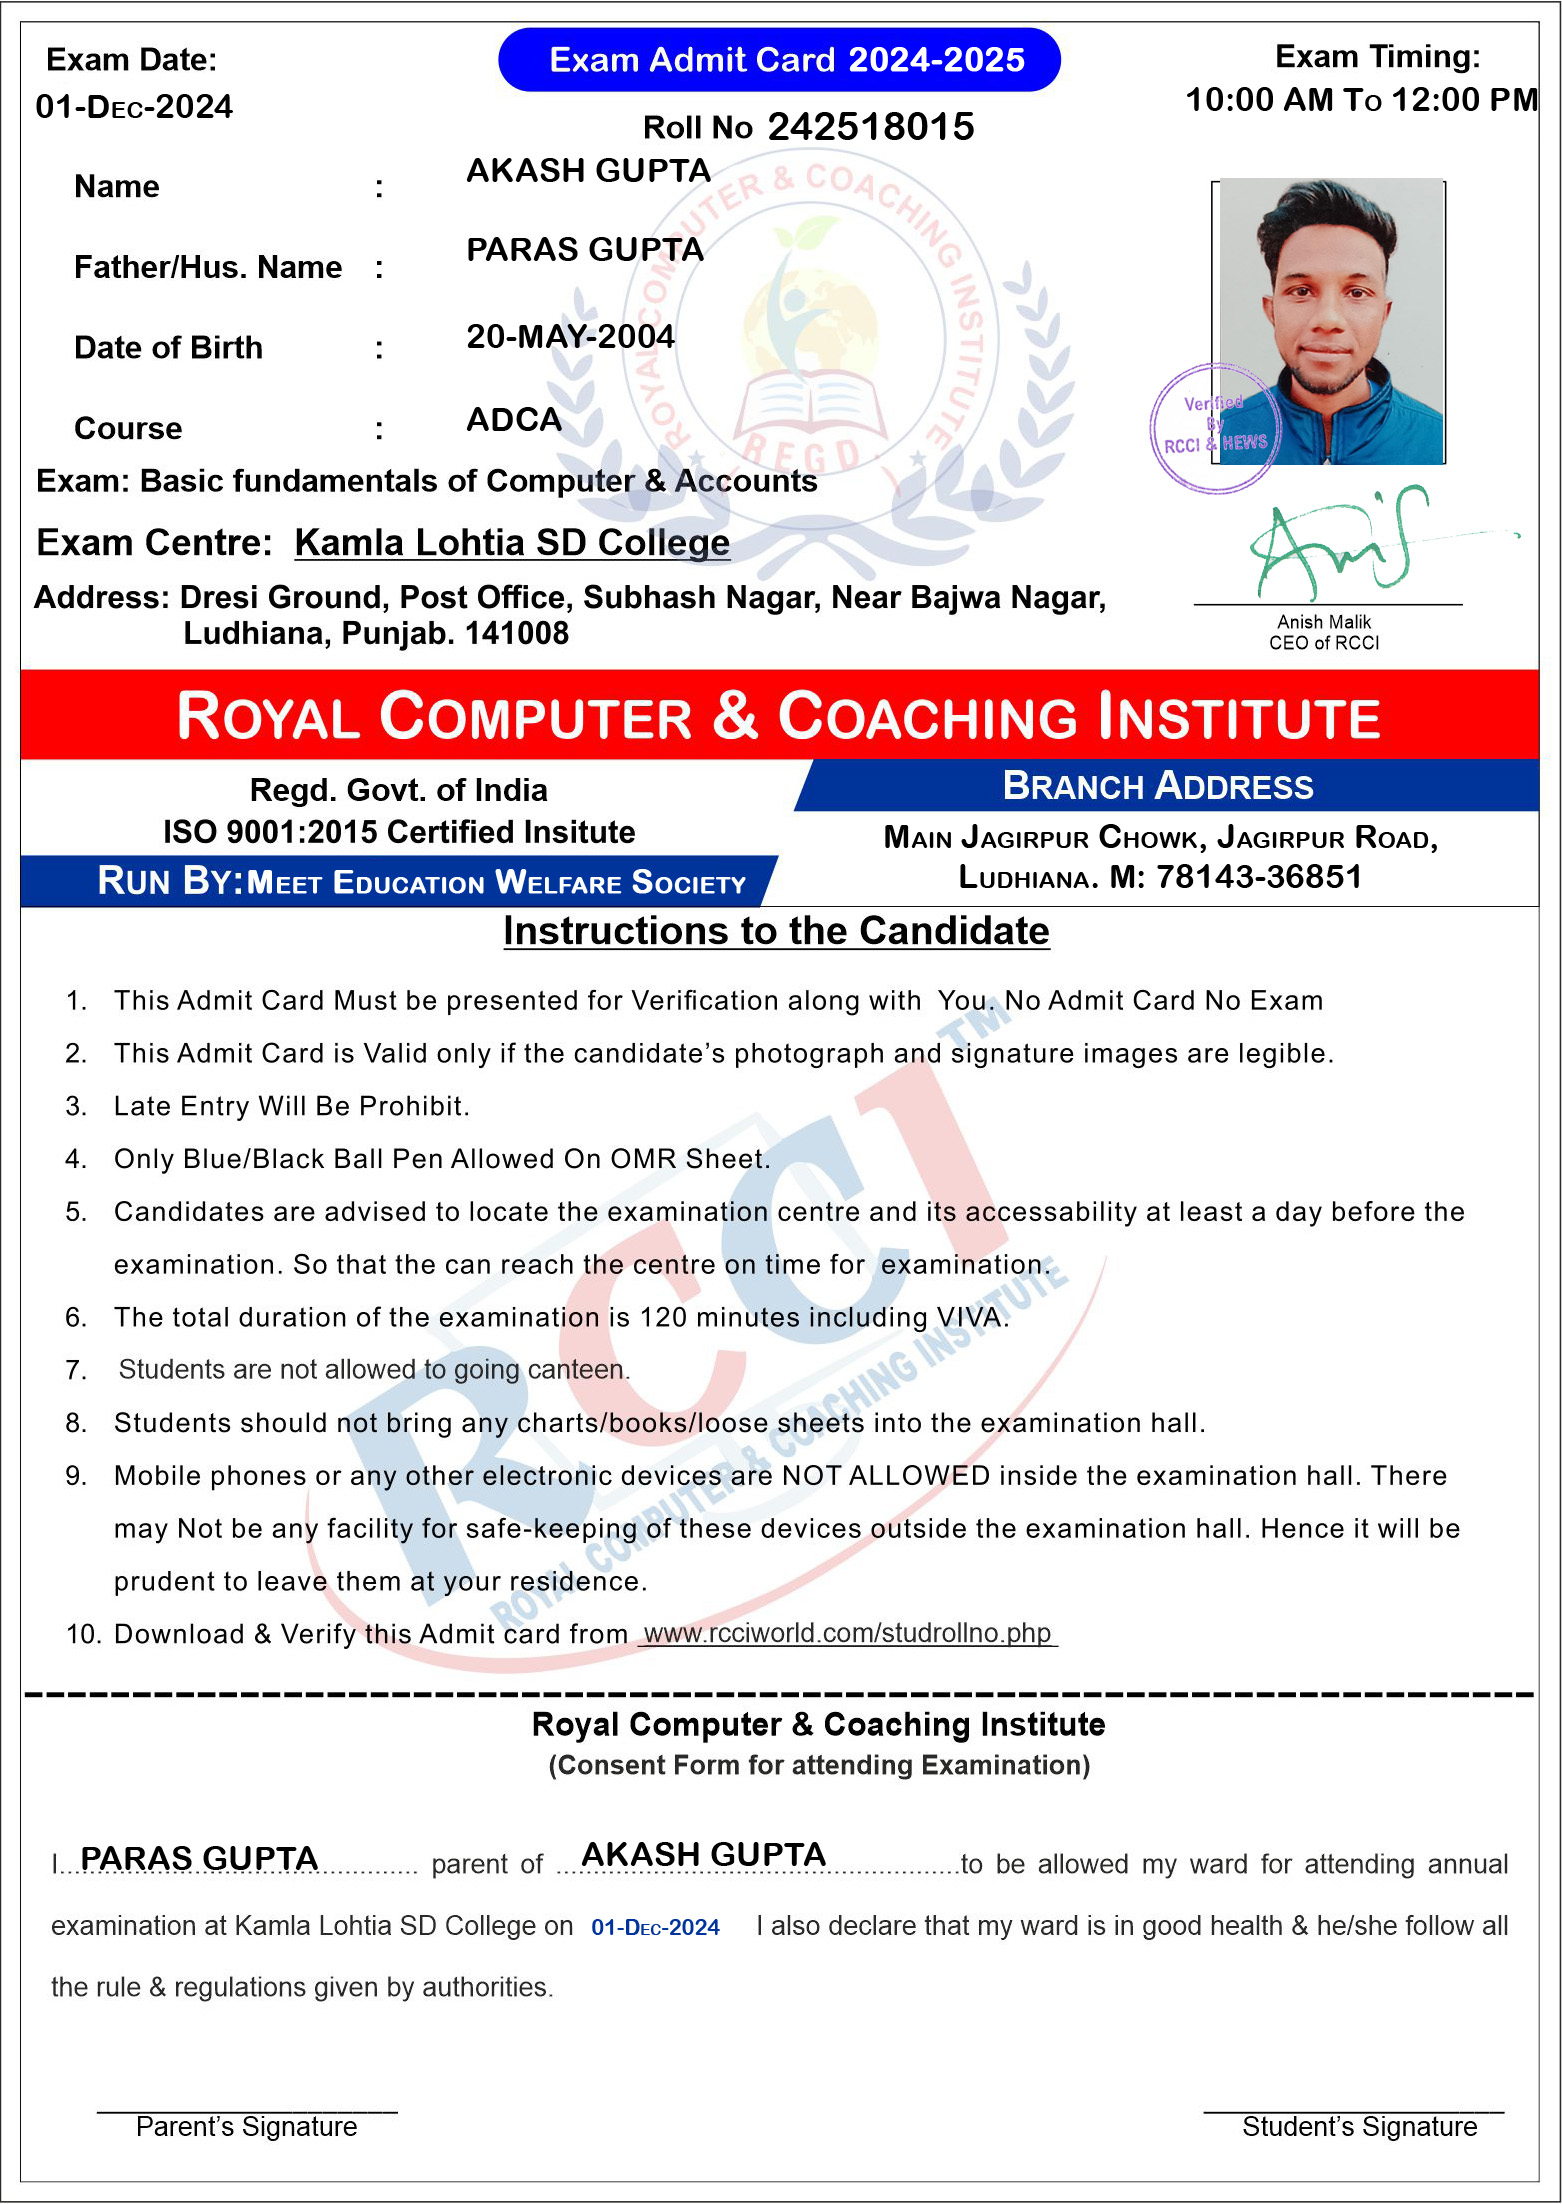 Exam Date:
01-Dec-2024
Exam Admit Card 2024-2025
Exam Timing:
10:00 AM To 12:00 PM
Roll No 242518015
Name : AKASH GUPTA
Father/Hus. Name : PARAS GUPTA
Date of Birth : 20-MAY-2004
Course : ADCA
ROYAL COMPUTER & COACHING INSTITUTE
REGD.
Verified
By
RCCI & HEWS
Exam: Basic fundamentals of Computer & Accounts
Exam Centre: Kamla Lohtia SD College
Address: Dresi Ground, Post Office, Subhash Nagar, Near Bajwa Nagar,
Ludhiana, Punjab. 141008
Anish Malik
CEO of RCCI
Royal Computer & Coaching Institute
Regd. Govt. of India
ISO 9001:2015 Certified Insitute
Run By:Meet Education Welfare Society
Branch Address
Main Jagirpur Chowk, Jagirpur Road,
Ludhiana. M: 78143-36851
Instructions to the Candidate
1. This Admit Card Must be presented for Verification along with You. No Admit Card No Exam
2. This Admit Card is Valid only if the candidate's photograph and signature images are legible.
3. Late Entry Will Be Prohibit.
4. Only Blue/Black Ball Pen Allowed On OMR Sheet.
5. Candidates are advised to locate the examination centre and its accessability at least a day before the
examination. So that the can reach the centre on time for examination.
6. The total duration of the examination is 120 minutes including VIVA.
7. Students are not allowed to going canteen.
8. Students should not bring any charts/books/loose sheets into the examination hall.
9. Mobile phones or any other electronic devices are NOT ALLOWED inside the examination hall. There
may Not be any facility for safe-keeping of these devices outside the examination hall. Hence it will be
prudent to leave them at your residence.
10. Download & Verify this Admit card from www.rcciworld.com/studrollno.php
RCCI TM
ROYAL COMPUTER & COACHING INSTITUTE
Royal Computer & Coaching Institute
(Consent Form for attending Examination)
I... PARAS GUPTA ............ parent of ... AKASH GUPTA ................to be allowed my ward for attending annual
examination at Kamla Lohtia SD College on 01-Dec-2024 I also declare that my ward is in good health & he/she follow all
the rule & regulations given by authorities.
Parent's Signature
Student's Signature